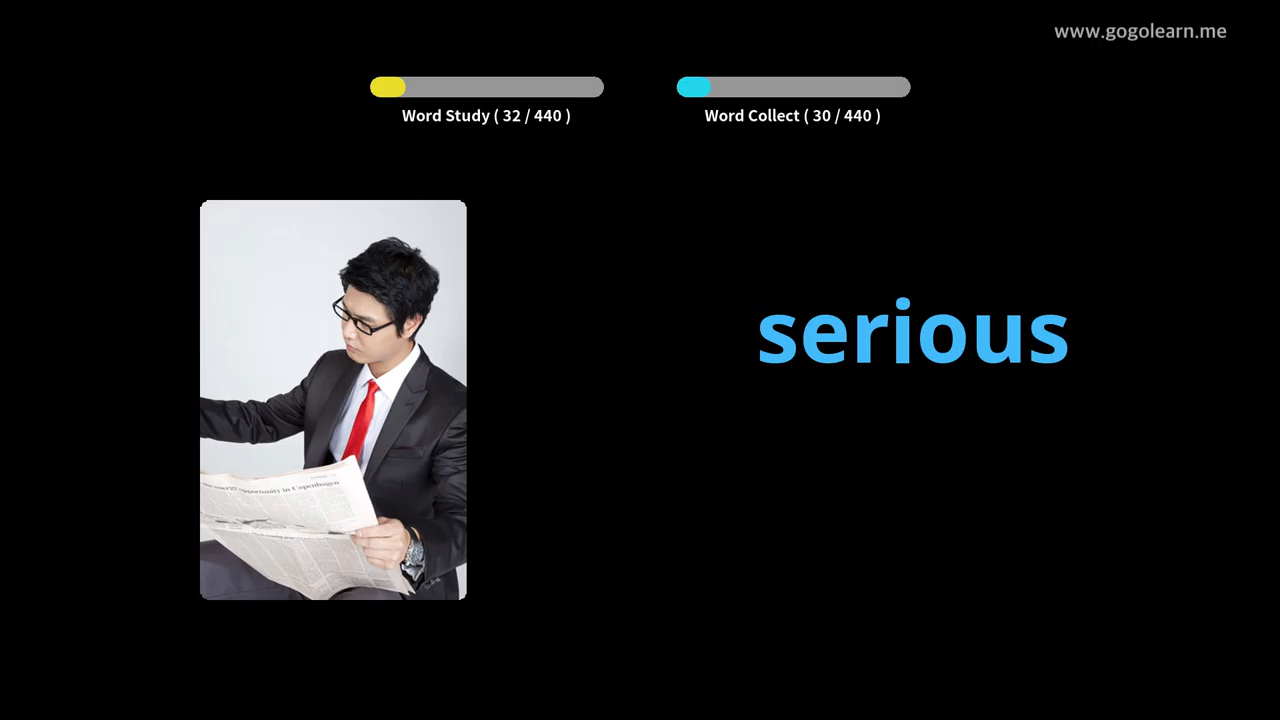 www.gogolearn.me
Word Study ( 32 / 440 )
Word Collect ( 30 / 440 )
serious
opportunity in Copenhagen